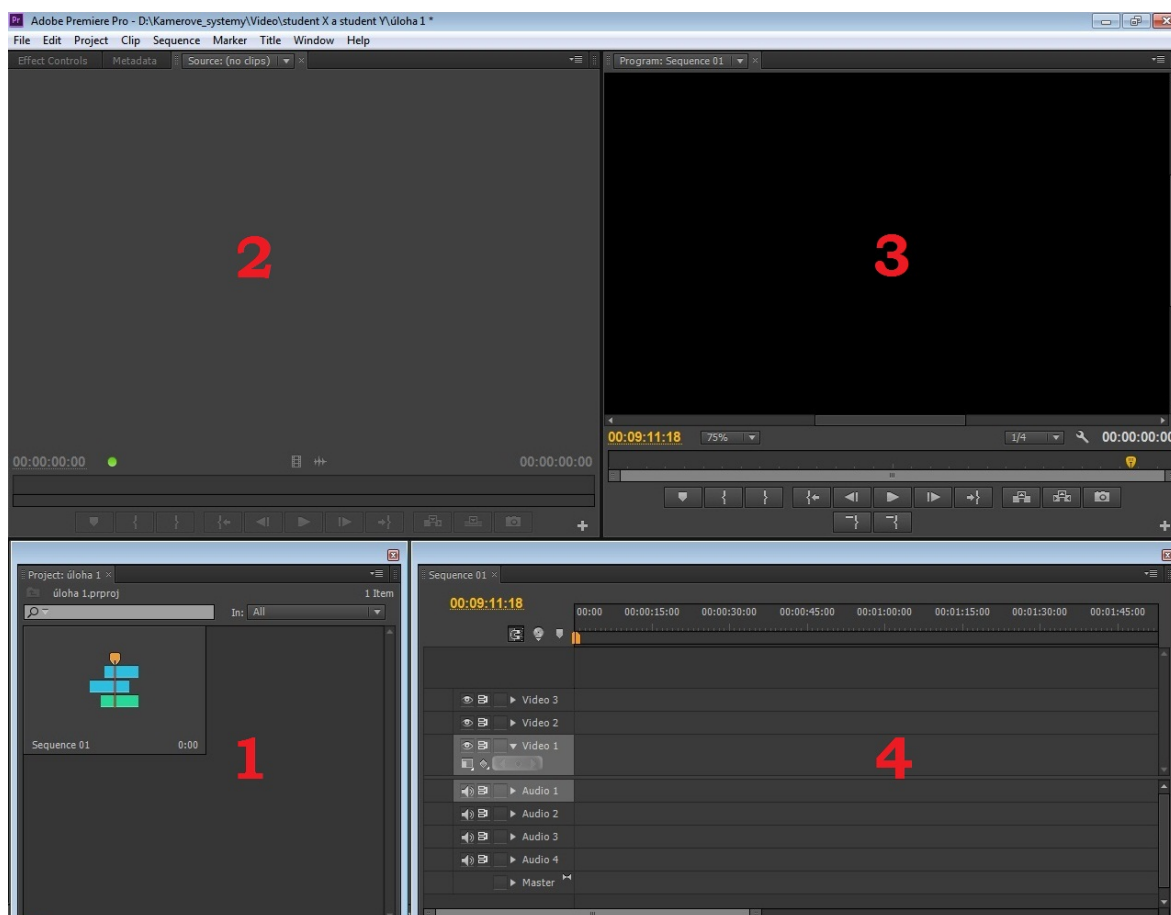 Pr Adobe Premiere Pro - D:\Kamerove_systemy\Video\student X a student Y\úloha 1 *
File Edit Project Clip Sequence Marker Title Window Help
Effect Controls Metadata Source: (no clips)
Program: Sequence 01
2
3
00:09:11:18 75% 1/4 00:00:00:00
00:00:00:00 00:00:00:00
Project: úloha 1
úloha 1.prproj 1 Item
In: All
Sequence 01 0:00
1
Sequence 01
00:09:11:18
00:00 00:00:15:00 00:00:30:00 00:00:45:00 00:01:00:00 00:01:15:00 00:01:30:00 00:01:45:00
Video 3
Video 2
Video 1
4
Audio 1
Audio 2
Audio 3
Audio 4
Master